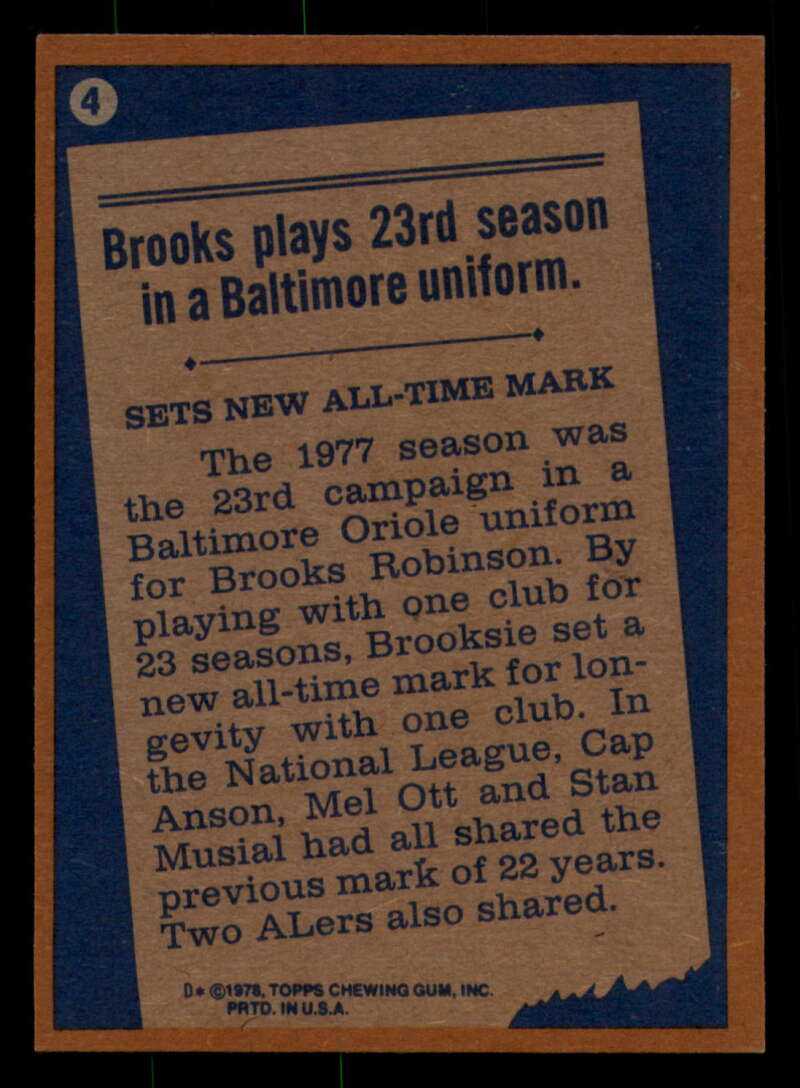 4
Brooks plays 23rd season
in a Baltimore uniform.
SETS NEW ALL-TIME MARK
The 1977 season was
the 23rd campaign in a
Baltimore Oriole uniform
for Brooks Robinson. By
playing with one club for
23 seasons, Brooksie set a
new all-time mark for lon-
gevity with one club. In
the National League, Cap
Anson, Mel Ott and Stan
Musial had all shared the
previous mark of 22 years.
Two ALers also shared.
D* ©1978, TOPPS CHEWING GUM, INC.
PRTD. IN U.S.A.